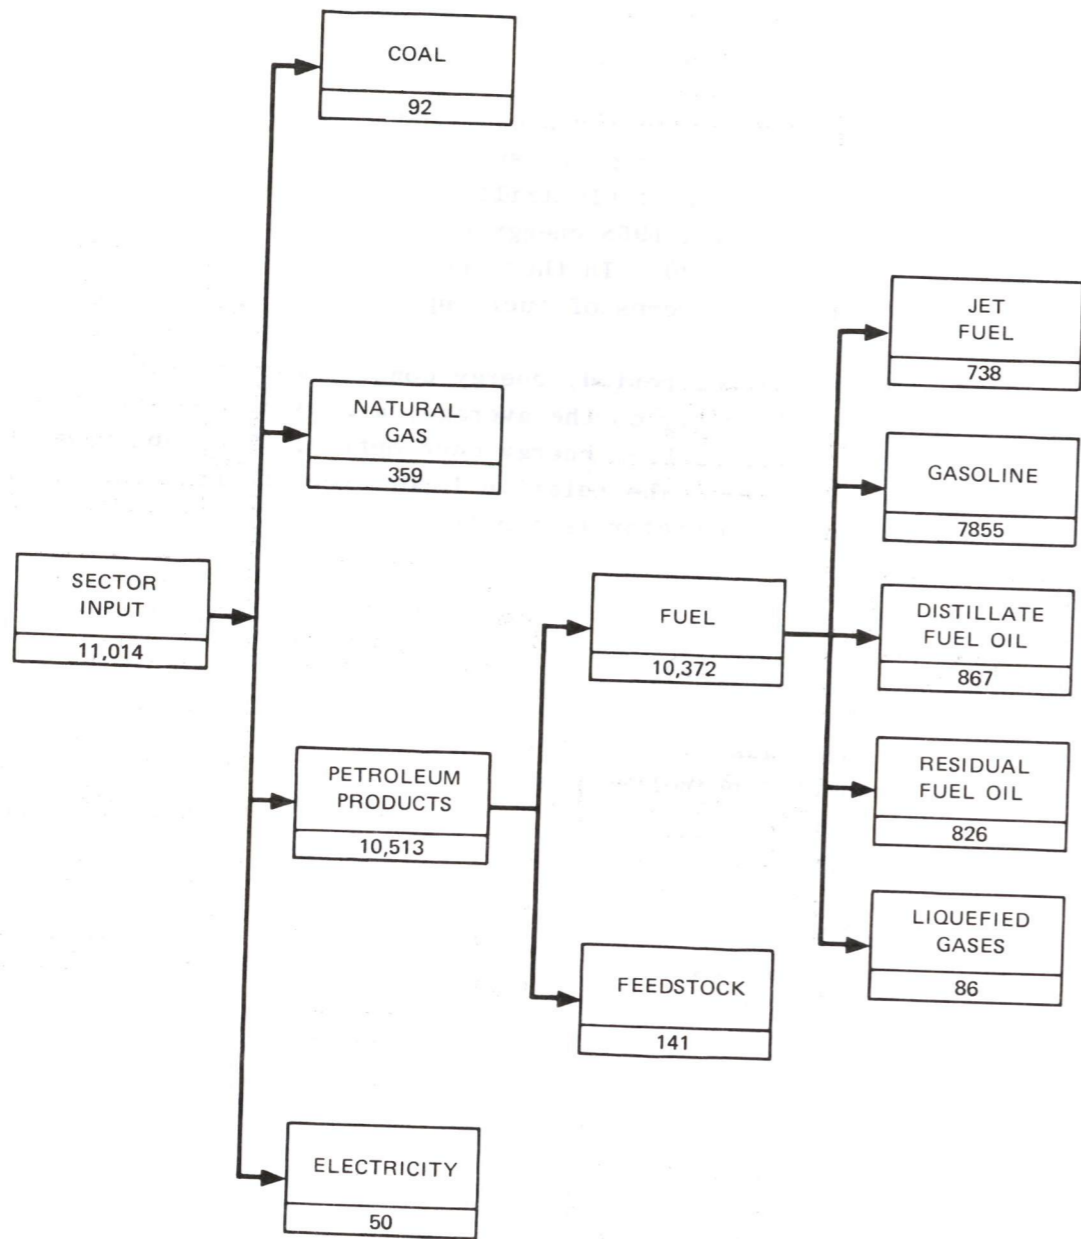 COAL
92
NATURAL
GAS
359
SECTOR
INPUT
11,014
PETROLEUM
PRODUCTS
10,513
ELECTRICITY
50
FUEL
10,372
FEEDSTOCK
141
JET
FUEL
738
GASOLINE
7855
DISTILLATE
FUEL OIL
867
RESIDUAL
FUEL OIL
826
LIQUEFIED
GASES
86